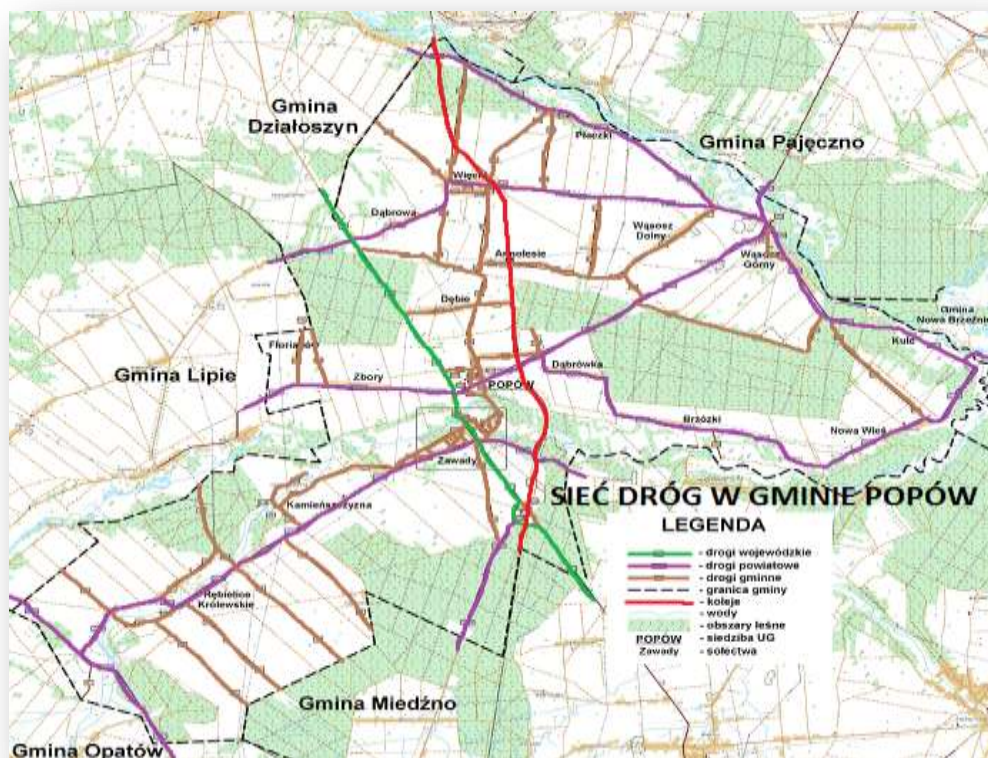 Gmina
Działoszyn
Gmina Pajęczno
Płaczki
Więcki
Dąbrowa
Wąsosz
Dolny
Wąsosz
Górny
Annolesie
Dębie
Gmina
Nowa Brzeźnica
Kule
Florianów
Gmina Lipie
Zbory
POPÓW
Dąbrówka
Brzózki
Nowa Wieś
Zawady
Kamieńszczyzna
Rębielice
Królewskie
Gmina Miedźno
Gmina Opatów
SIEĆ DRÓG W GMINIE POPÓW
LEGENDA
- drogi wojewódzkie
- drogi powiatowe
- drogi gminne
- granica gminy
- koleje
- wody
- obszary leśne
POPÓW - siedziba UG
Zawady - sołectwa